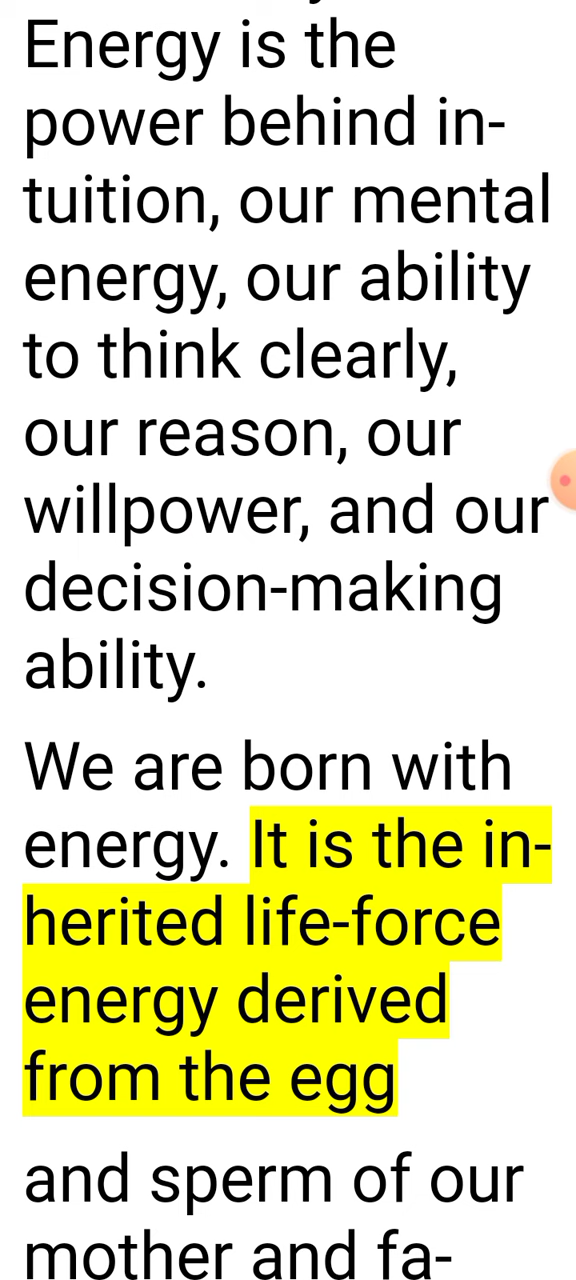 Energy is the
power behind in-
tuition, our mental
energy, our ability
to think clearly,
our reason, our
willpower, and our
decision-making
ability.
We are born with
energy. It is the in-
herited life-force
energy derived
from the egg
and sperm of our
mother and fa-